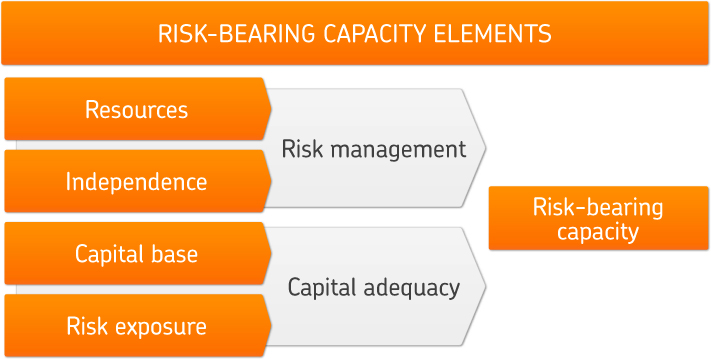 RISK-BEARING CAPACITY ELEMENTS
Resources
Risk management
Independence
Risk-bearing
capacity
Capital base
Capital adequacy
Risk exposure